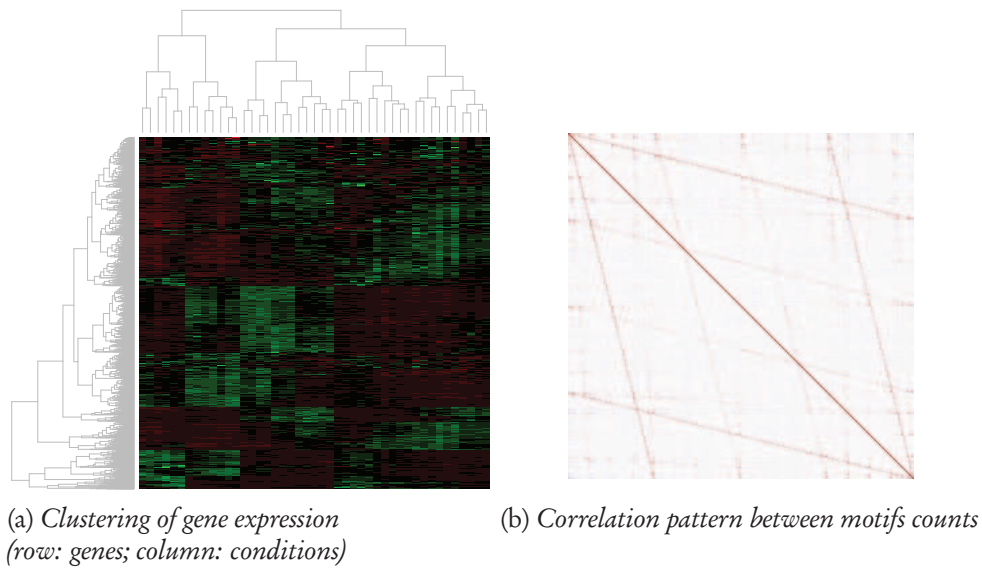 (a) Clustering of gene expression
(row: genes; column: conditions)
(b) Correlation pattern between motifs counts